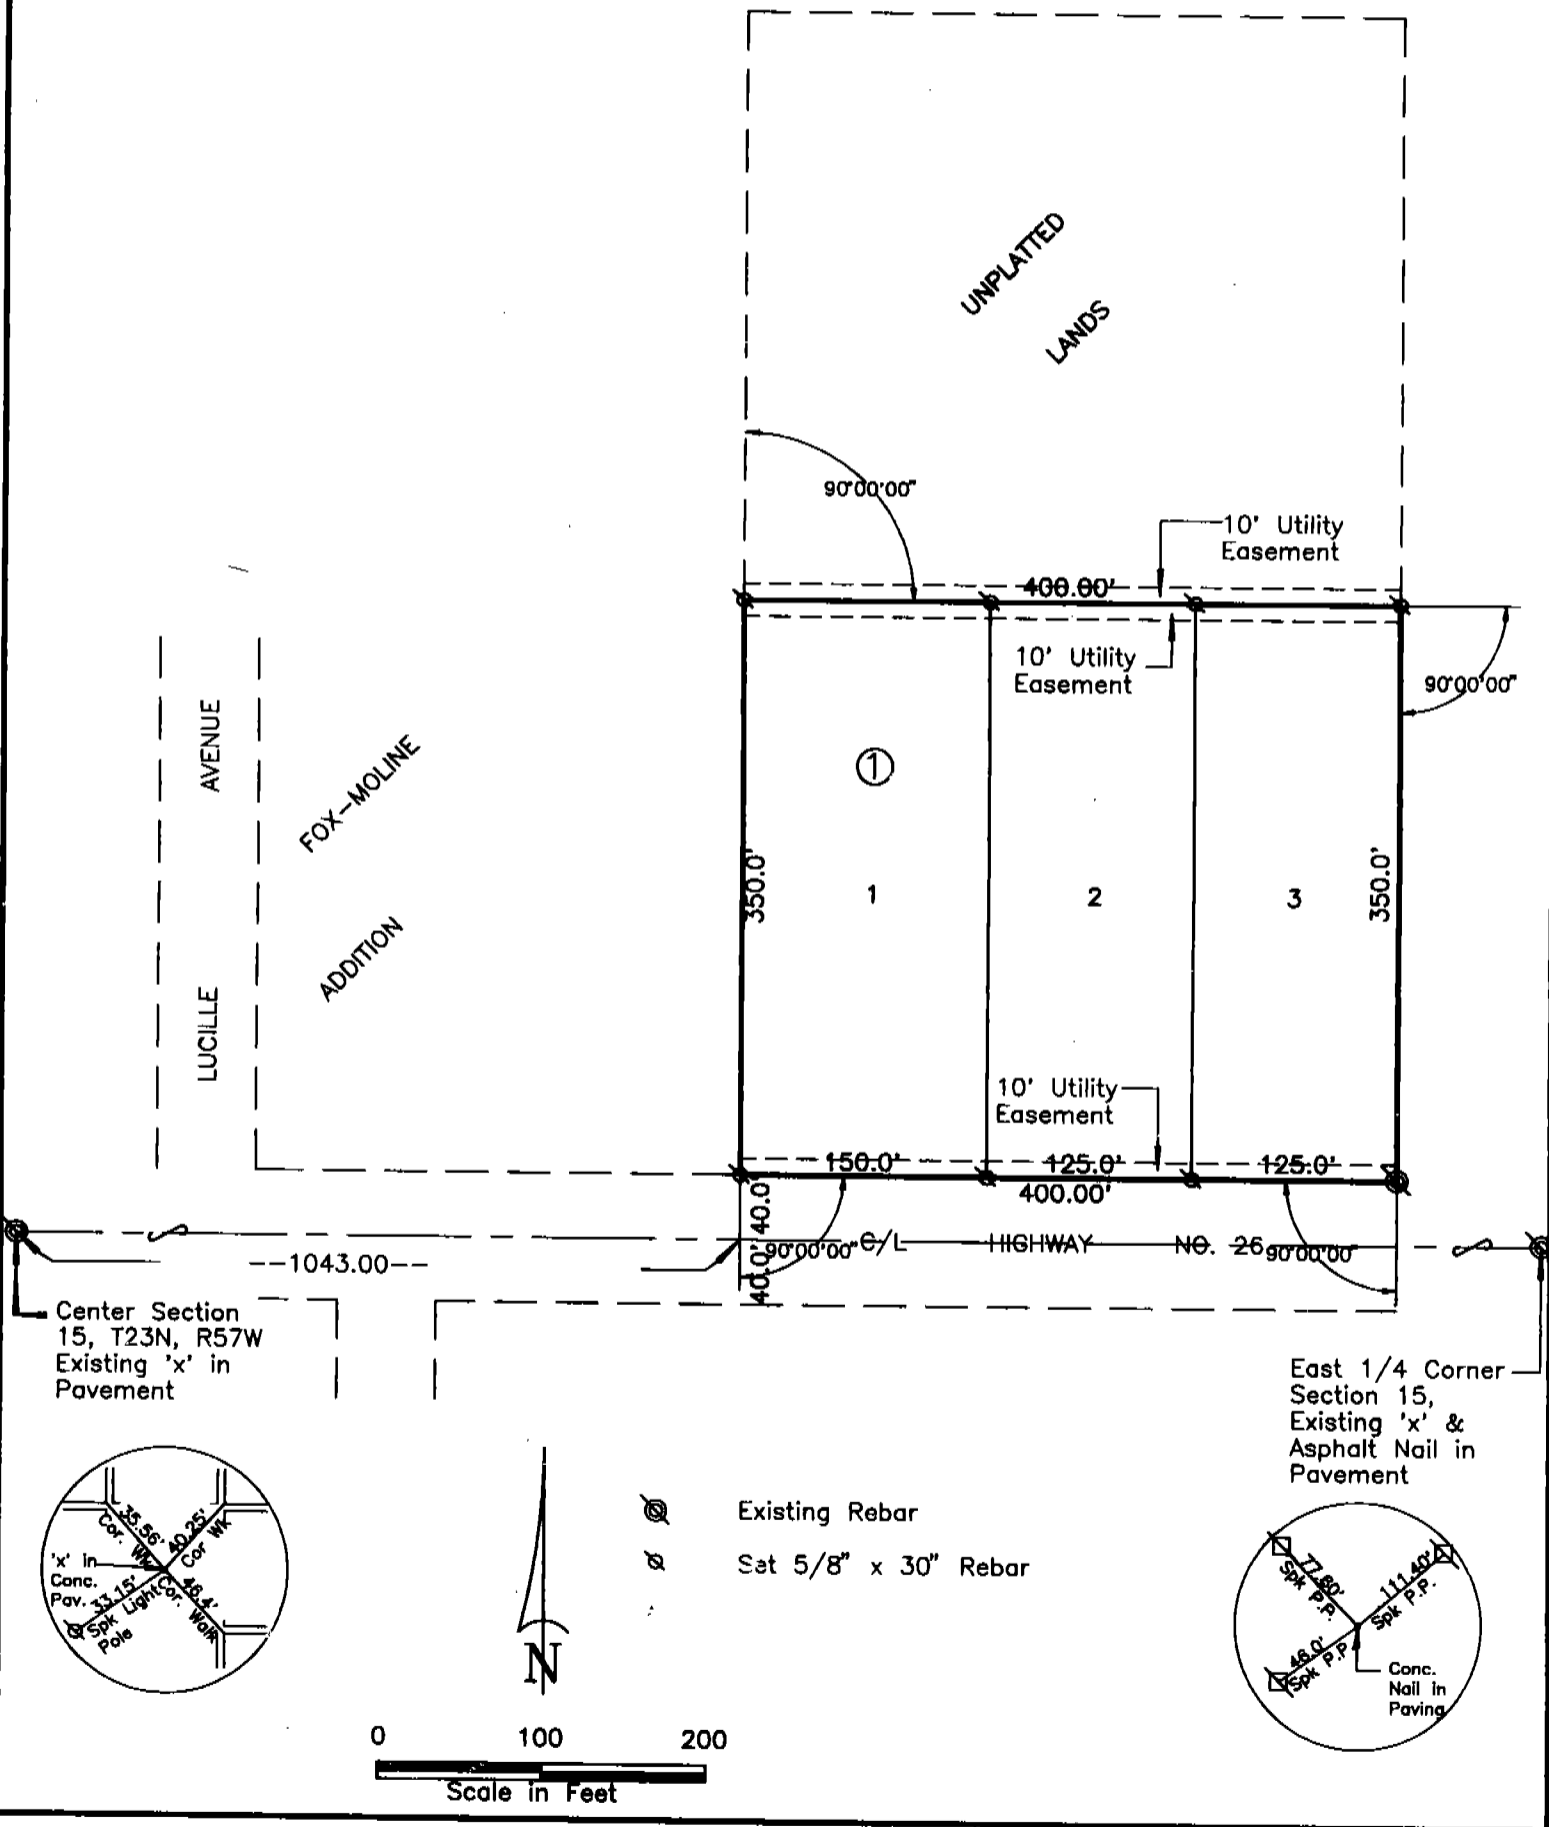 UNPLATTED
LANDS
90°00'00"
10' Utility
Easement
400.00'
10' Utility
Easement
90°00'00"
AVENUE
LUCILLE
FOX-MOLINE
ADDITION
1
350.0'
1
2
3
350.0'
10' Utility
Easement
150.0'
125.0'
125.0'
400.00'
40.0'
40.0'
90°00'00"
C/L HIGHWAY NO. 26
90°00'00"
--1043.00--
Center Section
15, T23N, R57W
Existing 'x' in
Pavement
East 1/4 Corner
Section 15,
Existing 'x' &
Asphalt Nail in
Pavement
35.56'
Cor. Wk
40.25'
Cor Wk
'x' in
Conc.
Pav.
33.15'
Spk Light
Pole
46.4'
Cor. Walk
N
Existing Rebar
Set 5/8" x 30" Rebar
77.80'
Spk P.P.
111.40'
Spk P.P.
46.0'
Spk P.P.
Conc.
Nail in
Paving
0 100 200
Scale in Feet